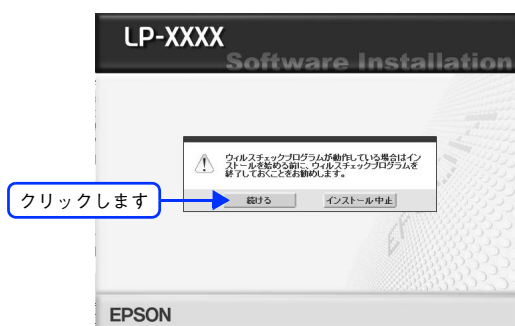 LP-XXXX
Software Installation
ウィルスチェックプログラムが動作している場合はイン
ストールを始める前に、ウィルスチェックプログラムを
終了しておくことをお勧めします。
クリックします
続ける
インストール中止
EPSON
EPSON